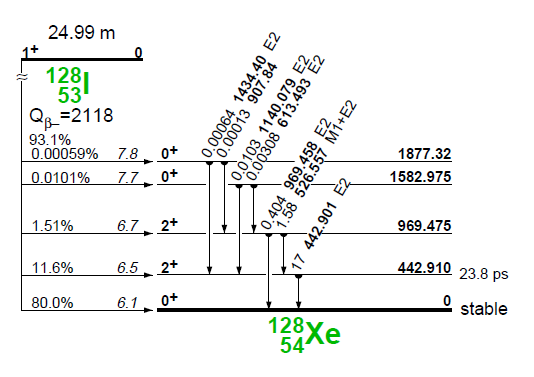 24.99 m
1+ 0
128
53 I
Qβ−=2118
93.1%
0.00059% 7.8 0+ 1877.32
0.0101% 7.7 0+ 1582.975
1.51% 6.7 2+ 969.475
11.6% 6.5 2+ 442.910 23.8 ps
80.0% 6.1 0+ 0 stable
0.00064 1434.40 E2
0.00013 907.84
0.0103 1140.079 E2
0.00308 613.493 E2
0.404 969.458 E2
1.58 526.557 M1+E2
17 442.901 E2
128
54 Xe